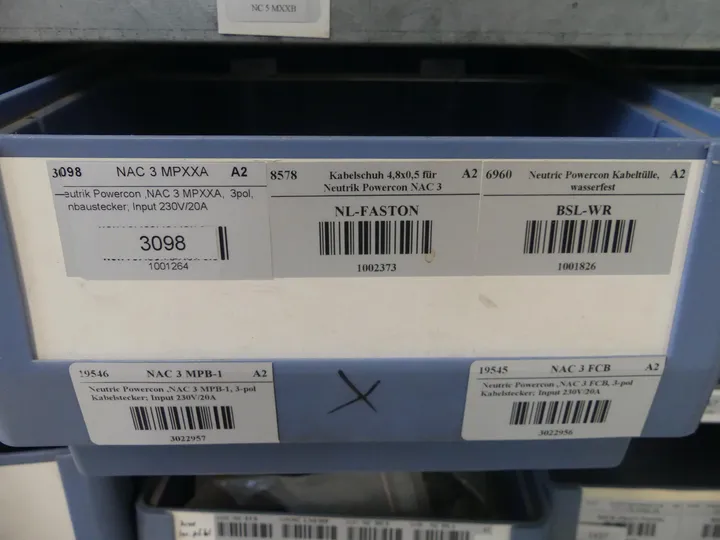 NC 5 MXXB
3098 NAC 3 MPXXA A2
eutrik Powercon ,NAC 3 MPXXA, 3pol,
nbaustecker, Input 230V/20A
3098
1001264
8578 Kabelschuh 4,8x0,5 für A2
Neutrik Powercon NAC 3
NL-FASTON
1002373
6960 Neutric Powercon Kabeltülle, A2
wasserfest
BSL-WR
1001826
19546 NAC 3 MPB-1 A2
Neutric Powercon ,NAC 3 MPB-1, 3-pol
Kabelstecker; Input 230V/20A
3022957
X
19545 NAC 3 FCB A2
Neutric Powercon ,NAC 3 FCB, 3-pol
Kabelstecker; Input 230V/20A
3022956